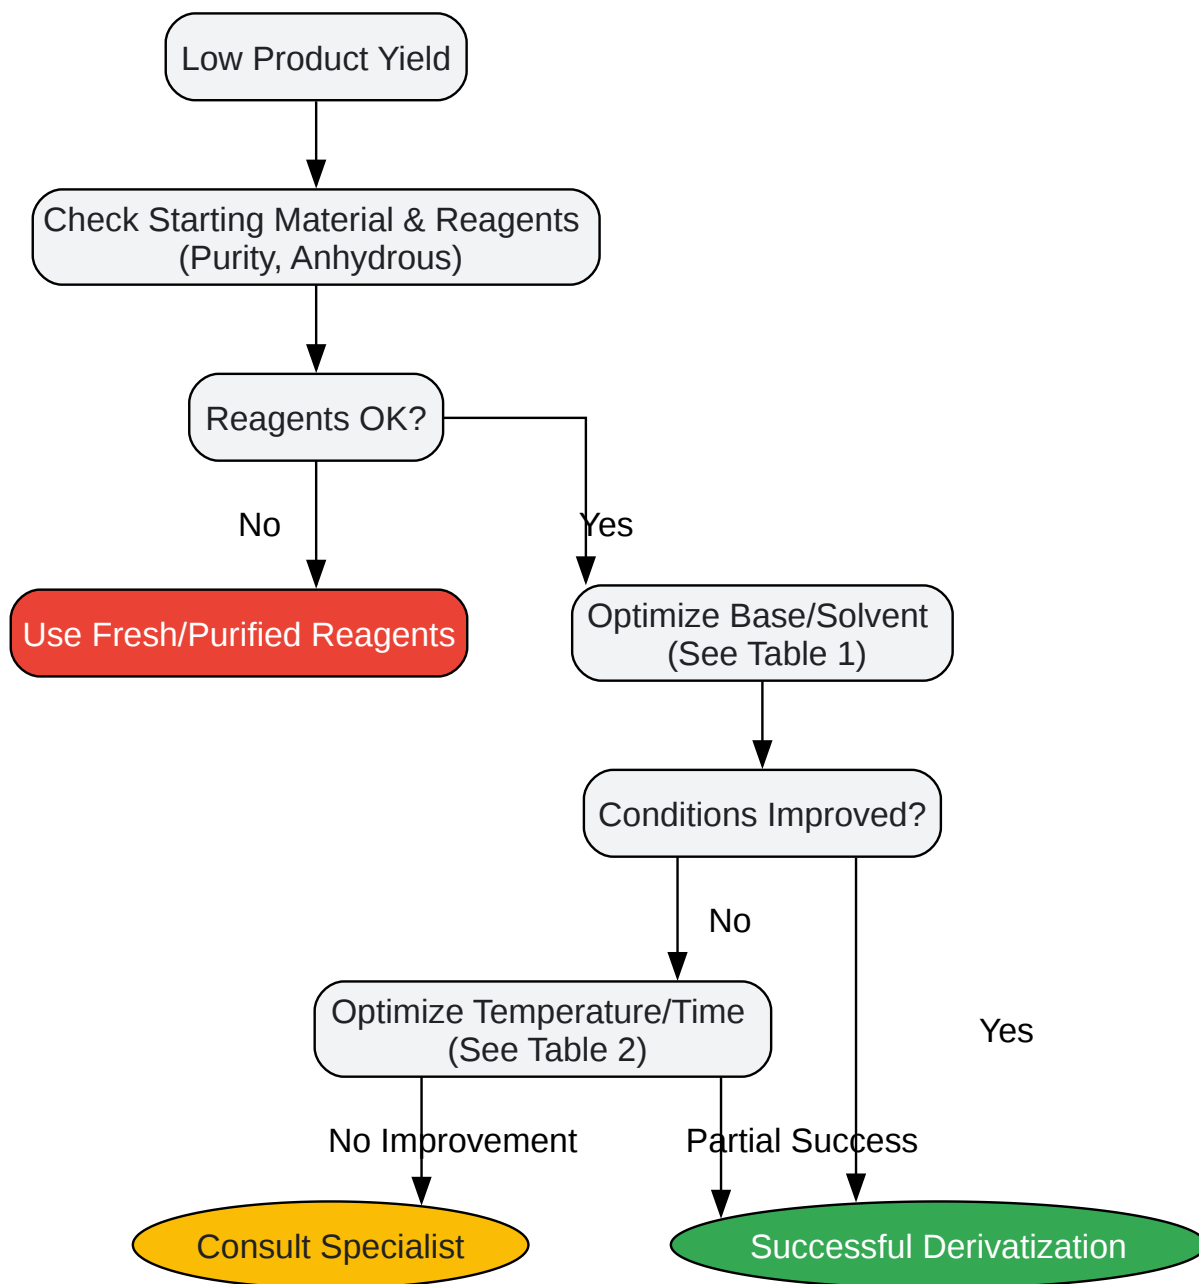 Low Product Yield
Check Starting Material & Reagents
(Purity, Anhydrous)
Reagents OK?
No
Yes
Use Fresh/Purified Reagents
Optimize Base/Solvent
(See Table 1)
Conditions Improved?
No
Optimize Temperature/Time
(See Table 2)
Yes
No Improvement
Partial Success
Consult Specialist
Successful Derivatization